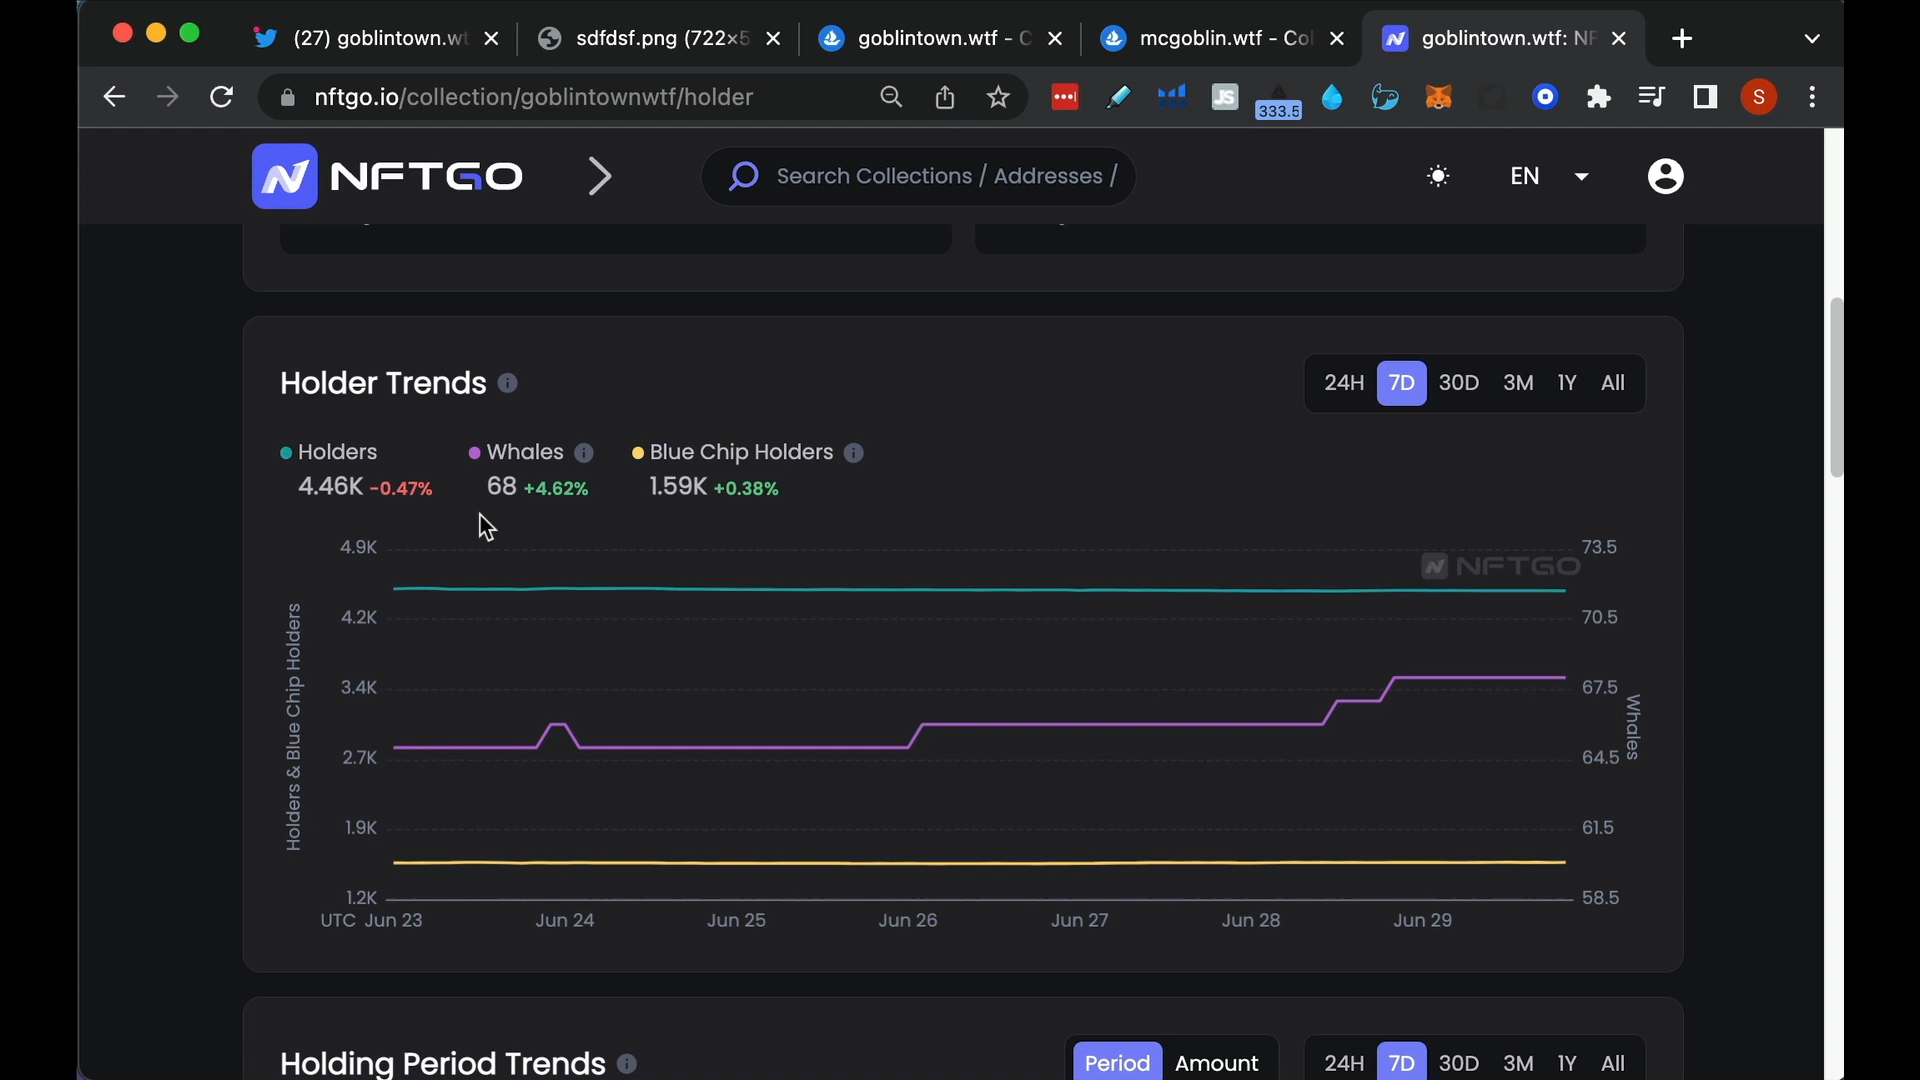 (27) goblintown.wt
sdfdsf.png (722×5
goblintown.wtf - C
mcgoblin.wtf - Col
goblintown.wtf: NF
nftgo.io/collection/goblintownwtf/holder
JS
333.5
S
NFTGO
Search Collections / Addresses /
EN
Holder Trends
24H 7D 30D 3M 1Y All
Holders
4.46K -0.47%
Whales
68 +4.62%
Blue Chip Holders
1.59K +0.38%
4.9K
4.2K
3.4K
2.7K
1.9K
1.2K
Holders & Blue Chip Holders
NFTGO
73.5
70.5
67.5
64.5
61.5
58.5
Whales
UTC Jun 23 Jun 24 Jun 25 Jun 26 Jun 27 Jun 28 Jun 29
Holding Period Trends
Period Amount
24H 7D 30D 3M 1Y All